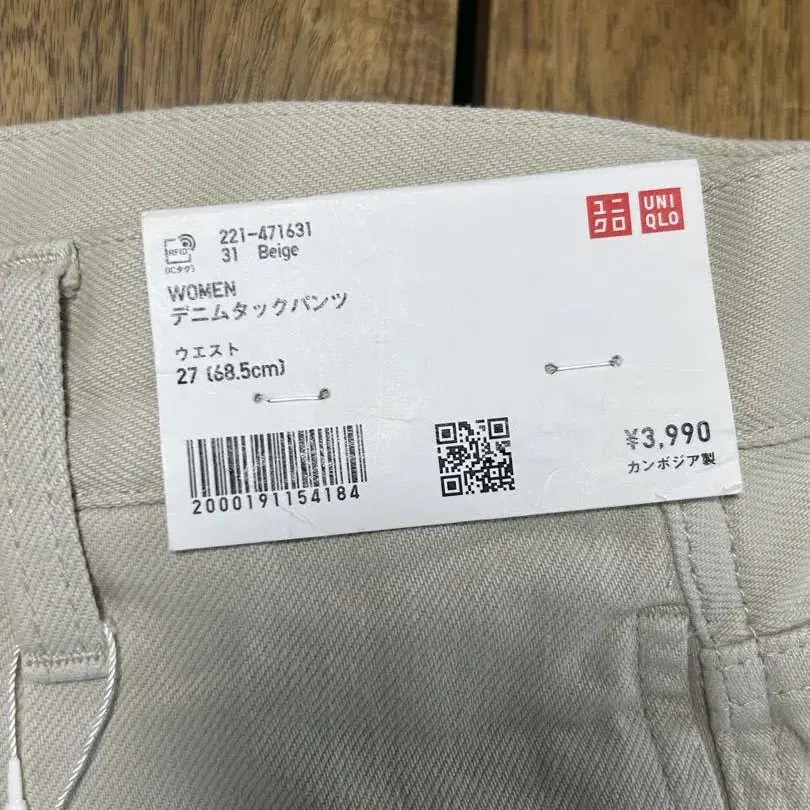 ユニ
クロ
UNI
QLO
RFID
(ICタグ)
221-471631
31 Beige
WOMEN
デニムタックパンツ
ウエスト
27 (68.5cm)
2000191154184
¥3,990
カンボジア製